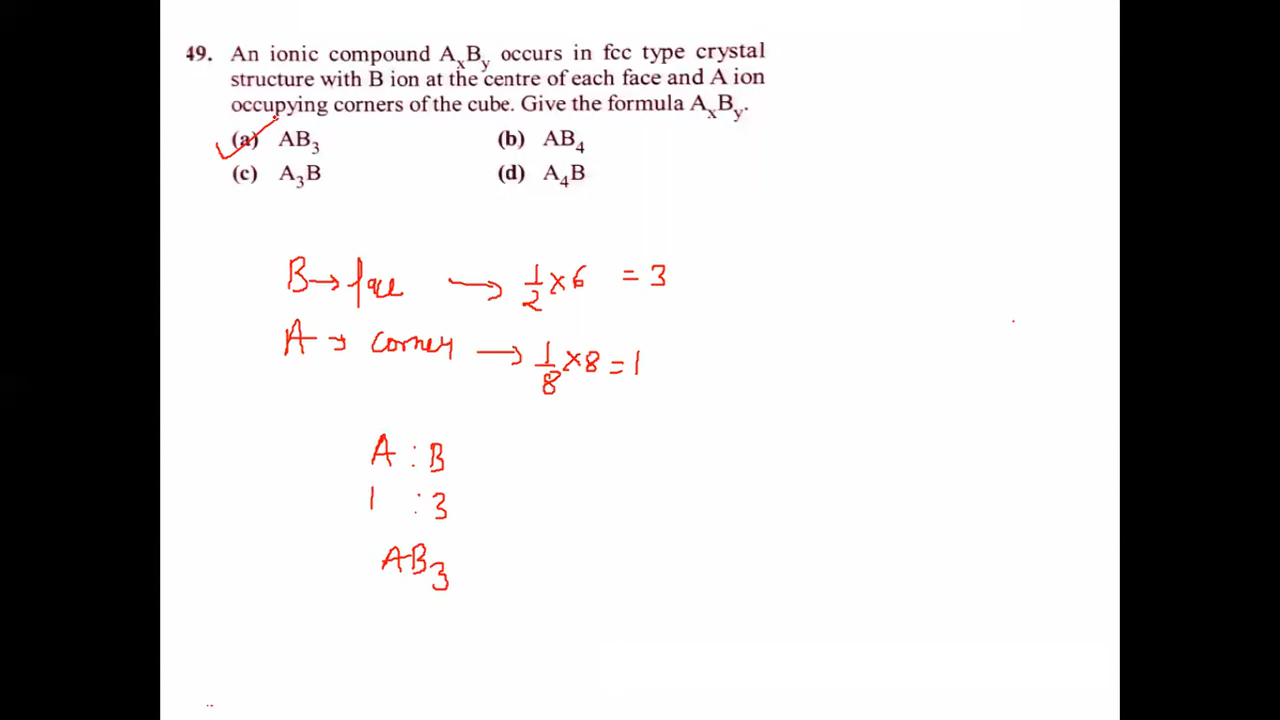 49. An ionic compound AₓBᵧ occurs in fcc type crystal
structure with B ion at the centre of each face and A ion
occupying corners of the cube. Give the formula AₓBᵧ.
(a) AB₃ (b) AB₄
(c) A₃B (d) A₄B
B → face → 1/2 × 6 = 3
A → corner → 1/8 × 8 = 1
A : B
1 : 3
AB₃